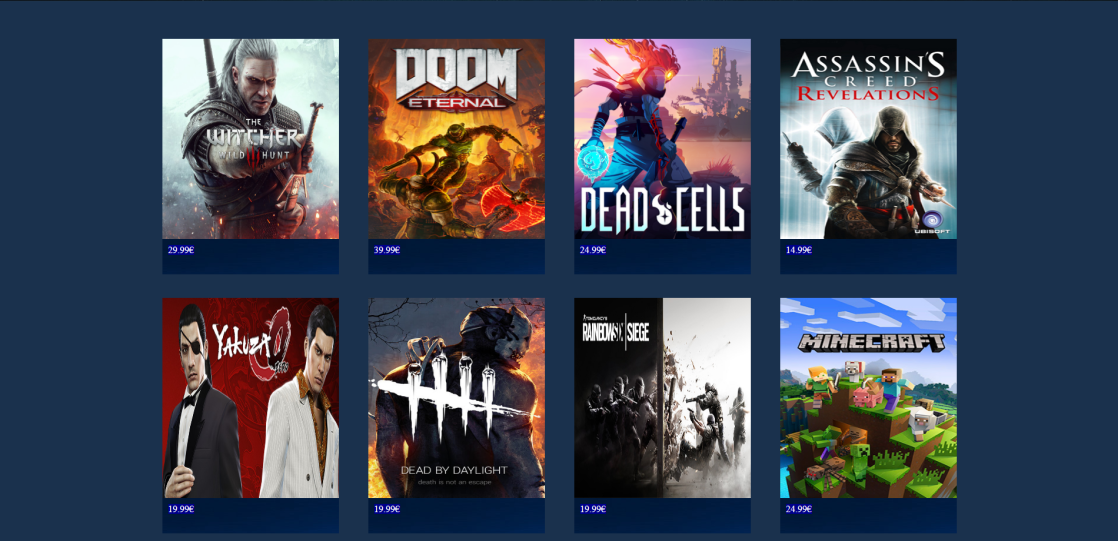 THE
WITCHER
WILD HUNT
29.99€
DOOM
ETERNAL
39.99€
DEAD CELLS
24.99€
ASSASSIN'S
CREED
REVELATIONS
UBISOFT
14.99€
YAKUZA 0
19.99€
DEAD BY DAYLIGHT
death is not an escape
19.99€
TOM CLANCY'S
RAINBOW SIX | SIEGE
19.99€
MINECRAFT
24.99€